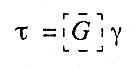 τ = G γ